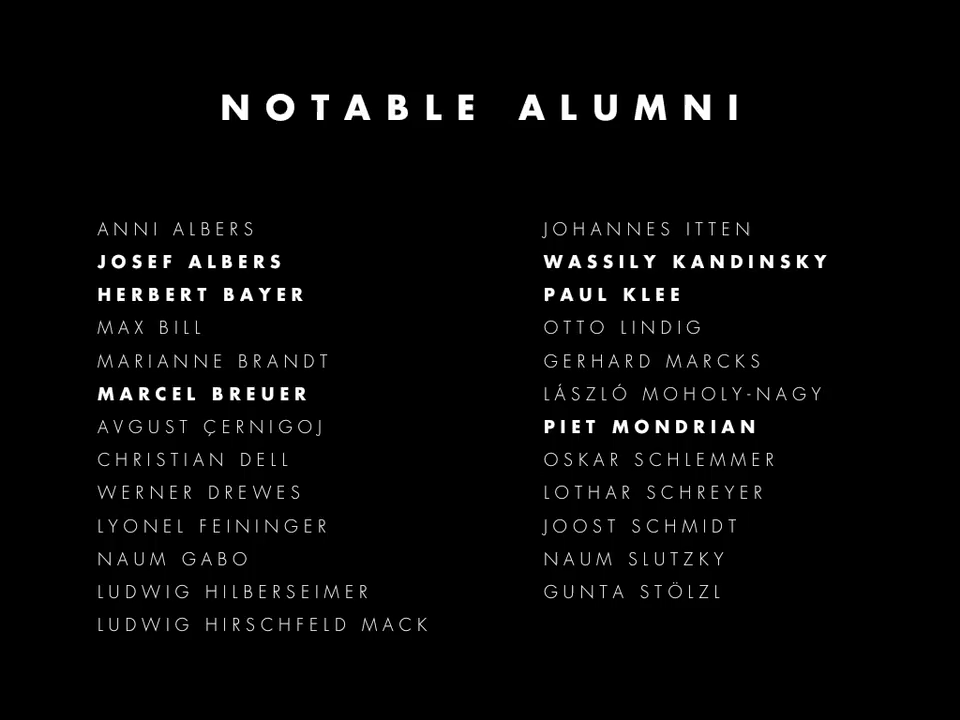 NOTABLE ALUMNI
ANNI ALBERS
JOSEF ALBERS
HERBERT BAYER
MAX BILL
MARIANNE BRANDT
MARCEL BREUER
AVGUST ÇERNIGOJ
CHRISTIAN DELL
WERNER DREWES
LYONEL FEININGER
NAUM GABO
LUDWIG HILBERSEIMER
LUDWIG HIRSCHFELD MACK
JOHANNES ITTEN
WASSILY KANDINSKY
PAUL KLEE
OTTO LINDIG
GERHARD MARCKS
LÁSZLÓ MOHOLY-NAGY
PIET MONDRIAN
OSKAR SCHLEMMER
LOTHAR SCHREYER
JOOST SCHMIDT
NAUM SLUTZKY
GUNTA STÖLZL